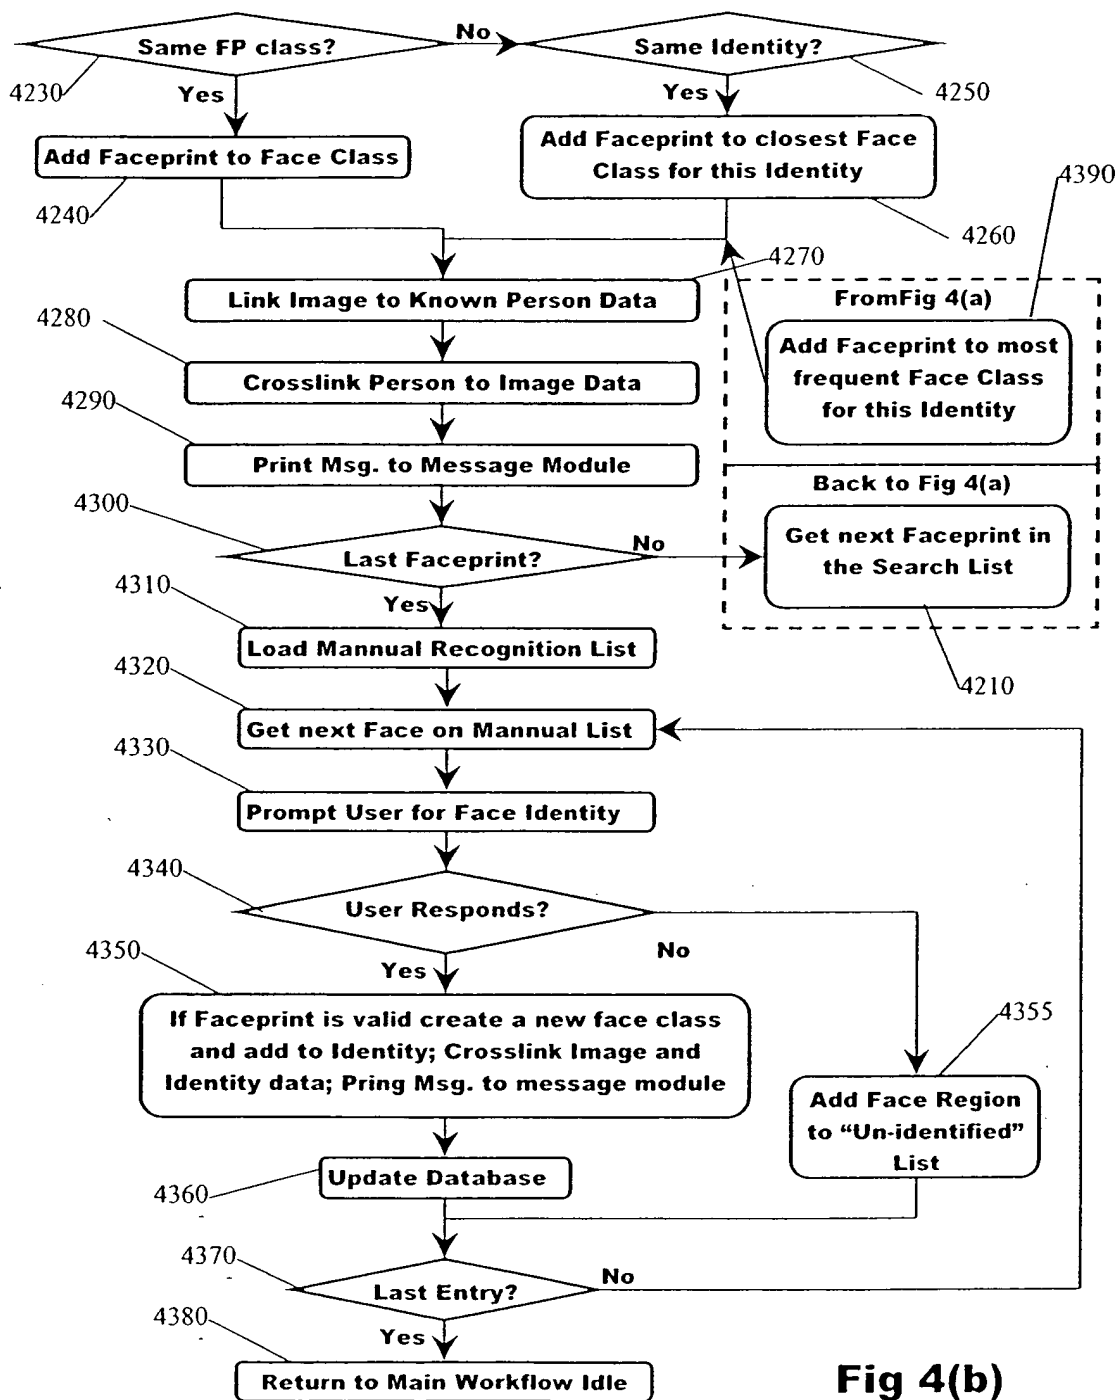 Same FP class?
No
Same Identity?
4230
Yes
Yes
4250
Add Faceprint to Face Class
Add Faceprint to closest Face
Class for this Identity
4390
4240
4260
4270
Link Image to Known Person Data
FromFig 4(a)
4280
Add Faceprint to most
frequent Face Class
for this Identity
Crosslink Person to Image Data
4290
Print Msg. to Message Module
Back to Fig 4(a)
4300
Last Faceprint?
No
Get next Faceprint in
the Search List
4310
Yes
Load Mannual Recognition List
4210
4320
Get next Face on Mannual List
4330
Prompt User for Face Identity
4340
User Responds?
No
4350
Yes
If Faceprint is valid create a new face class
and add to Identity; Crosslink Image and
Identity data; Pring Msg. to message module
4355
Add Face Region
to “Un-identified”
List
4360
Update Database
4370
Last Entry?
No
4380
Yes
Return to Main Workflow Idle
Fig 4(b)